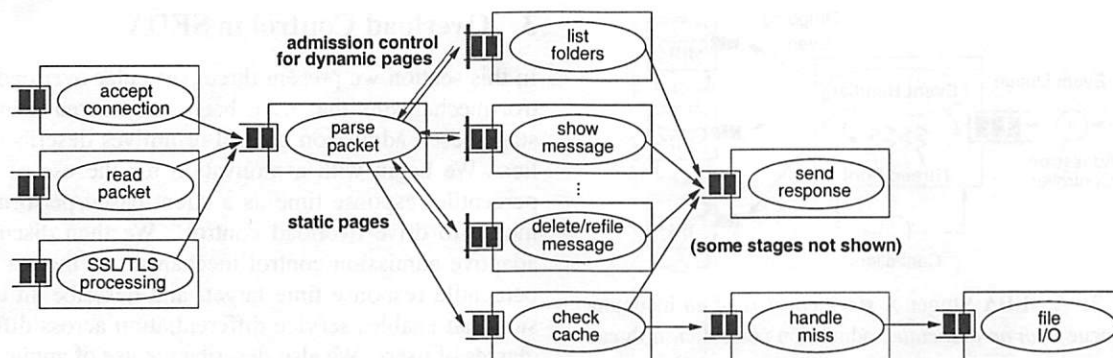 admission control
for dynamic pages
list
folders
accept
connection
parse
packet
show
message
read
packet
send
response
static pages
delete/refile
message
(some stages not shown)
SSL/TLS
processing
check
cache
handle
miss
file
I/O